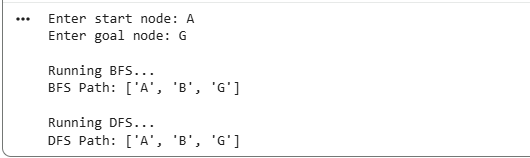 Enter start node: A
Enter goal node: G
Running BFS...
BFS Path: ['A', 'B', 'G']
Running DFS...
DFS Path: ['A', 'B', 'G']